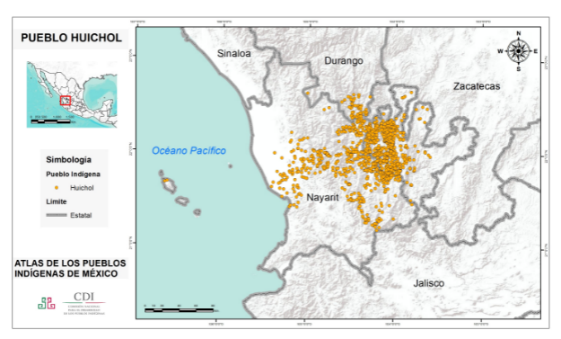 PUEBLO HUICHOL
Simbología
Pueblo Indígena
Huichol
Límite
Estatal
ATLAS DE LOS PUEBLOS
INDÍGENAS DE MÉXICO
CDI
Sinaloa
Durango
Zacatecas
Océano Pacífico
Nayarit
Jalisco
N
W
E
S